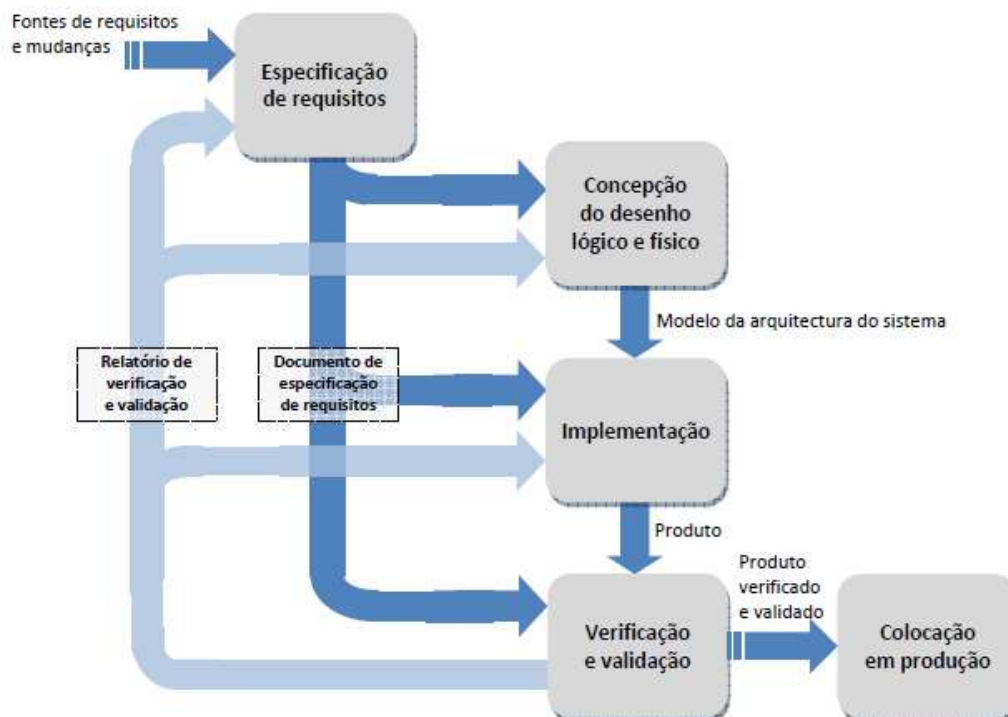 Fontes de requisitos
e mudanças
Especificação
de requisitos
Concepção
do desenho
lógico e físico
Modelo da arquitectura do sistema
Relatório de
verificação
e validação
Documento de
especificação
de requisitos
Implementação
Produto
Produto
verificado
e validado
Verificação
e validação
Colocação
em produção